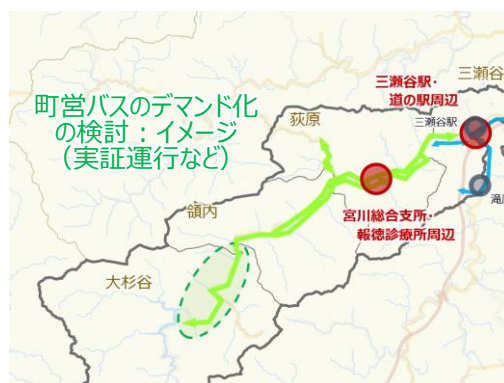 町営バスのデマンド化
の検討：イメージ
（実証運行など）
三瀬谷駅・
道の駅周辺
三瀬谷
三瀬谷駅
荻原
宮川総合支所・
報徳診療所周辺
領内
大杉谷